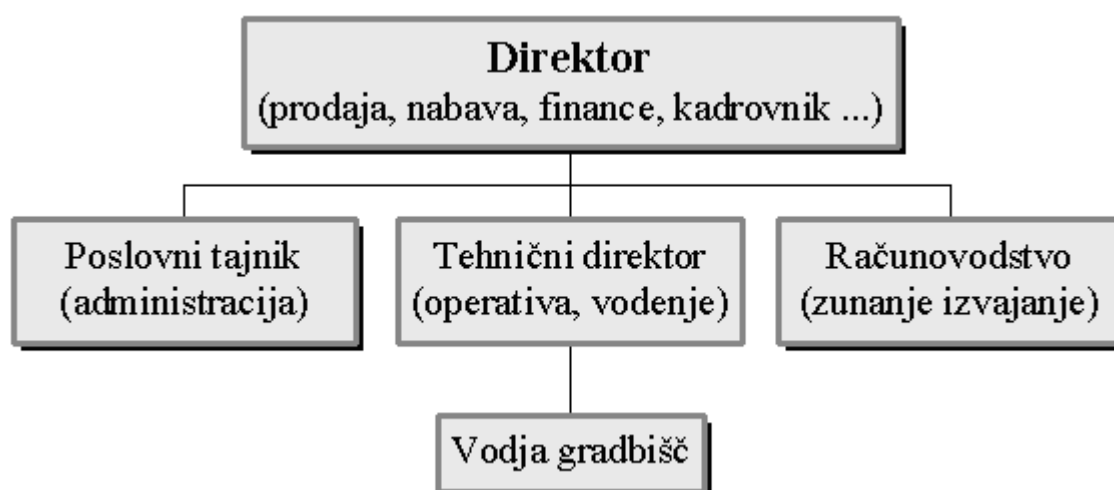 Direktor
(prodaja, nabava, finance, kadrovnik ...)
Poslovni tajnik
(administracija)
Tehnični direktor
(operativa, vodenje)
Računovodstvo
(zunanje izvajanje)
Vodja gradbišč